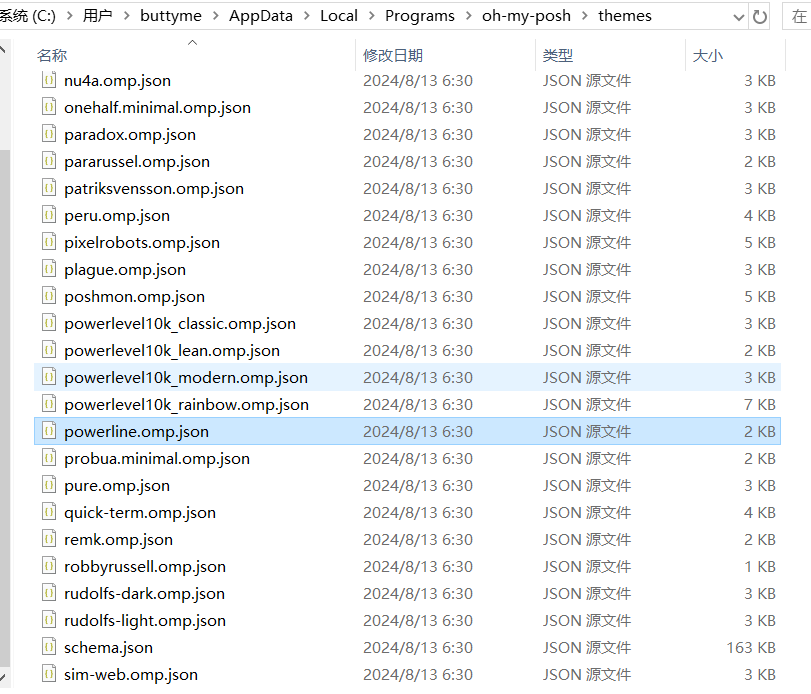 系统 (C:) › 用户 › buttyme › AppData › Local › Programs › oh-my-posh › themes 在
名称 修改日期 类型 大小
nu4a.omp.json 2024/8/13 6:30 JSON 源文件 3 KB
onehalf.minimal.omp.json 2024/8/13 6:30 JSON 源文件 3 KB
paradox.omp.json 2024/8/13 6:30 JSON 源文件 3 KB
pararussel.omp.json 2024/8/13 6:30 JSON 源文件 2 KB
patriksvensson.omp.json 2024/8/13 6:30 JSON 源文件 3 KB
peru.omp.json 2024/8/13 6:30 JSON 源文件 4 KB
pixelrobots.omp.json 2024/8/13 6:30 JSON 源文件 5 KB
plague.omp.json 2024/8/13 6:30 JSON 源文件 3 KB
poshmon.omp.json 2024/8/13 6:30 JSON 源文件 5 KB
powerlevel10k_classic.omp.json 2024/8/13 6:30 JSON 源文件 3 KB
powerlevel10k_lean.omp.json 2024/8/13 6:30 JSON 源文件 2 KB
powerlevel10k_modern.omp.json 2024/8/13 6:30 JSON 源文件 3 KB
powerlevel10k_rainbow.omp.json 2024/8/13 6:30 JSON 源文件 7 KB
powerline.omp.json 2024/8/13 6:30 JSON 源文件 2 KB
probua.minimal.omp.json 2024/8/13 6:30 JSON 源文件 2 KB
pure.omp.json 2024/8/13 6:30 JSON 源文件 3 KB
quick-term.omp.json 2024/8/13 6:30 JSON 源文件 4 KB
remk.omp.json 2024/8/13 6:30 JSON 源文件 2 KB
robbyrussell.omp.json 2024/8/13 6:30 JSON 源文件 1 KB
rudolfs-dark.omp.json 2024/8/13 6:30 JSON 源文件 3 KB
rudolfs-light.omp.json 2024/8/13 6:30 JSON 源文件 3 KB
schema.json 2024/8/13 6:30 JSON 源文件 163 KB
sim-web.omp.json 2024/8/13 6:30 JSON 源文件 3 KB